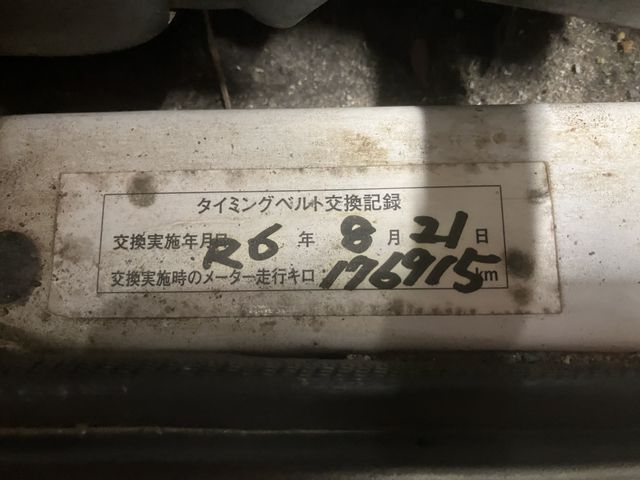 タイミングベルト交換記録
交換実施年月日 R6 年 8 月 21 日
交換実施時のメーター走行キロ 176915 km